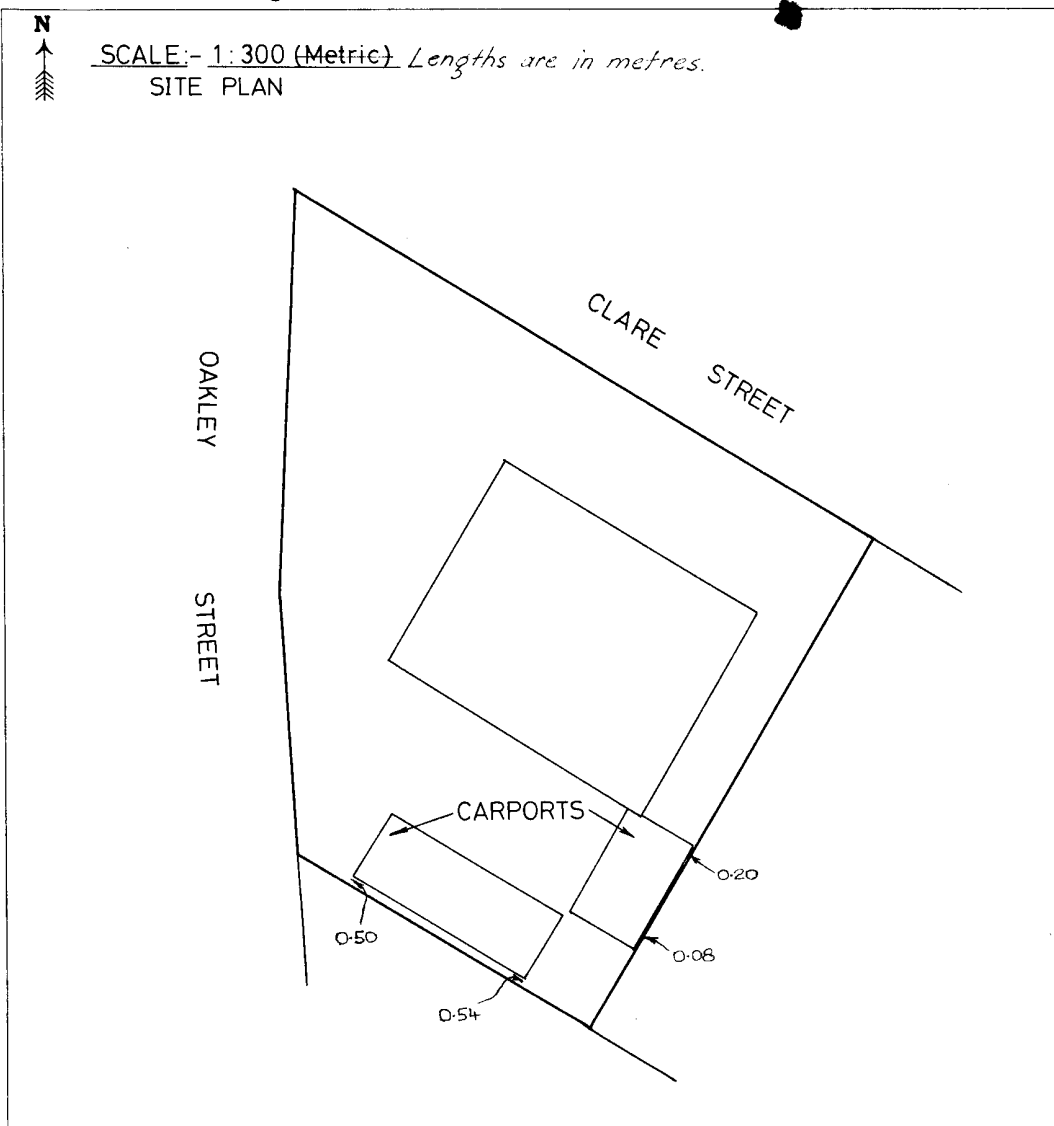 N
SCALE:- 1:300 (Metric) Lengths are in metres.
SITE PLAN
CLARE STREET
OAKLEY STREET
CARPORTS
0·20
0·50
0·08
0·54